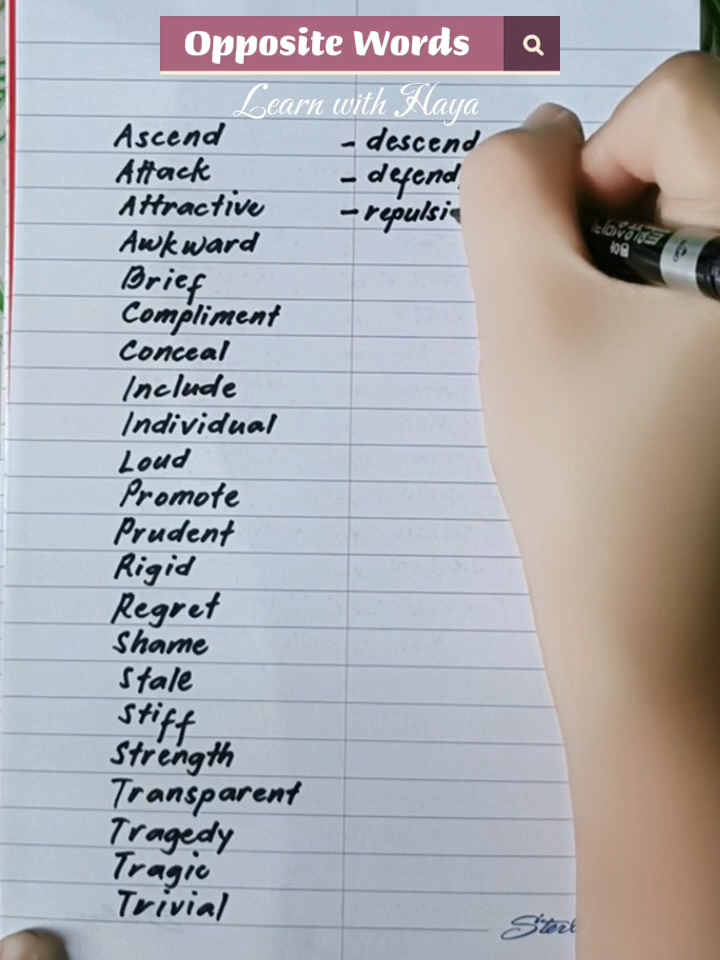 Opposite Words
Learn with Haya
Ascend - descend
Attack - defend
Attractive - repulsi
Awkward
Brief
Compliment
Conceal
Include
Individual
Loud
Promote
Prudent
Rigid
Regret
Shame
Stale
Stiff
Strength
Transparent
Tragedy
Tragic
Trivial